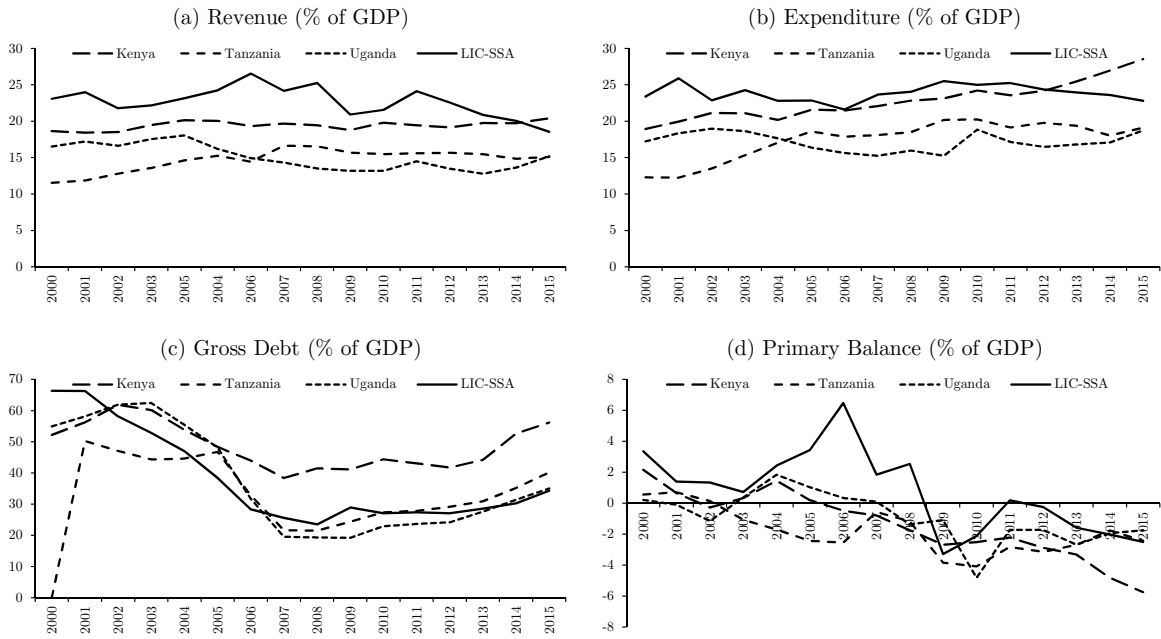 (a) Revenue (% of GDP)
30
25
20
15
10
5
0
Kenya Tanzania Uganda LIC-SSA
2000 2001 2002 2003 2004 2005 2006 2007 2008 2009 2010 2011 2012 2013 2014 2015
(b) Expenditure (% of GDP)
30
25
20
15
10
5
0
Kenya Tanzania Uganda LIC-SSA
2000 2001 2002 2003 2004 2005 2006 2007 2008 2009 2010 2011 2012 2013 2014 2015
(c) Gross Debt (% of GDP)
70
60
50
40
30
20
10
0
Kenya Tanzania Uganda LIC-SSA
2000 2001 2002 2003 2004 2005 2006 2007 2008 2009 2010 2011 2012 2013 2014 2015
(d) Primary Balance (% of GDP)
8
6
4
2
0
-2
-4
-6
-8
Kenya Tanzania Uganda LIC-SSA
2000 2001 2002 2003 2004 2005 2006 2007 2008 2009 2010 2011 2012 2013 2014 2015